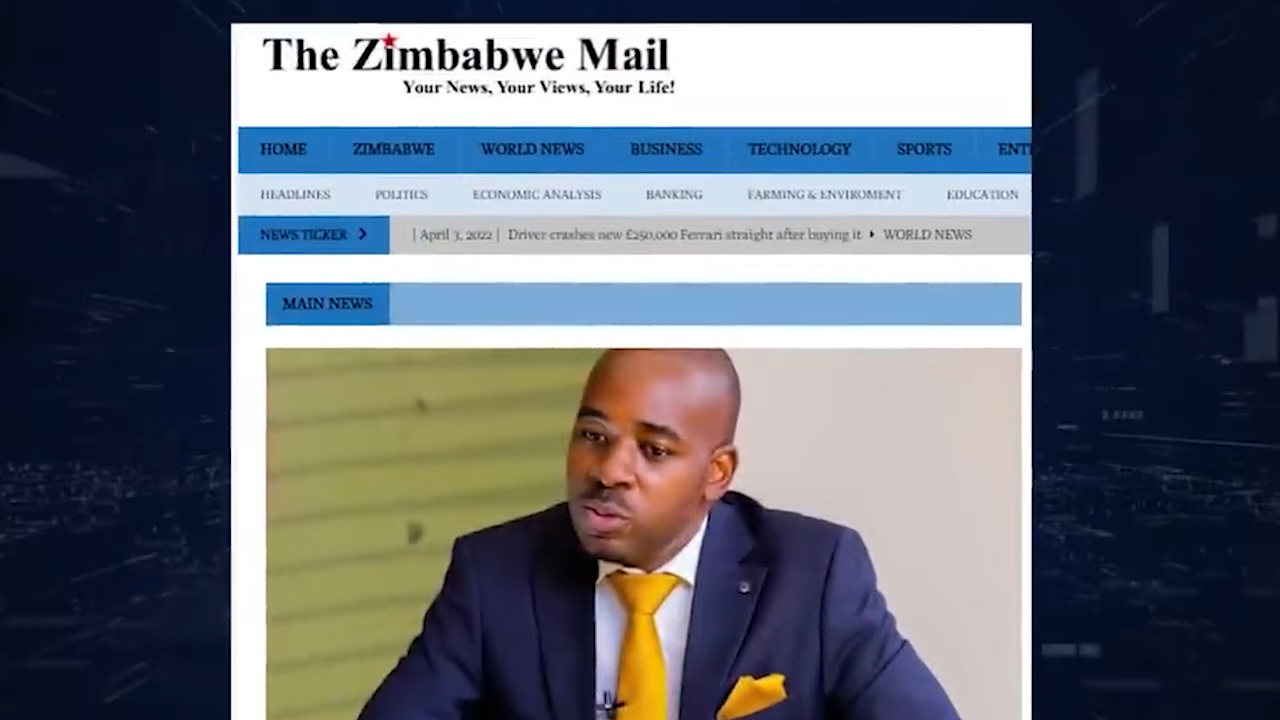 The Zimbabwe Mail
Your News, Your Views, Your Life!
HOME ZIMBABWE WORLD NEWS BUSINESS TECHNOLOGY SPORTS
HEADLINES POLITICS ECONOMIC ANALYSIS BANKING FARMING & ENVIROMENT EDUCATION
NEWS TICKER | April 3, 2022 | Driver crashes new £250,000 Ferrari straight after buying it WORLD NEWS
MAIN NEWS